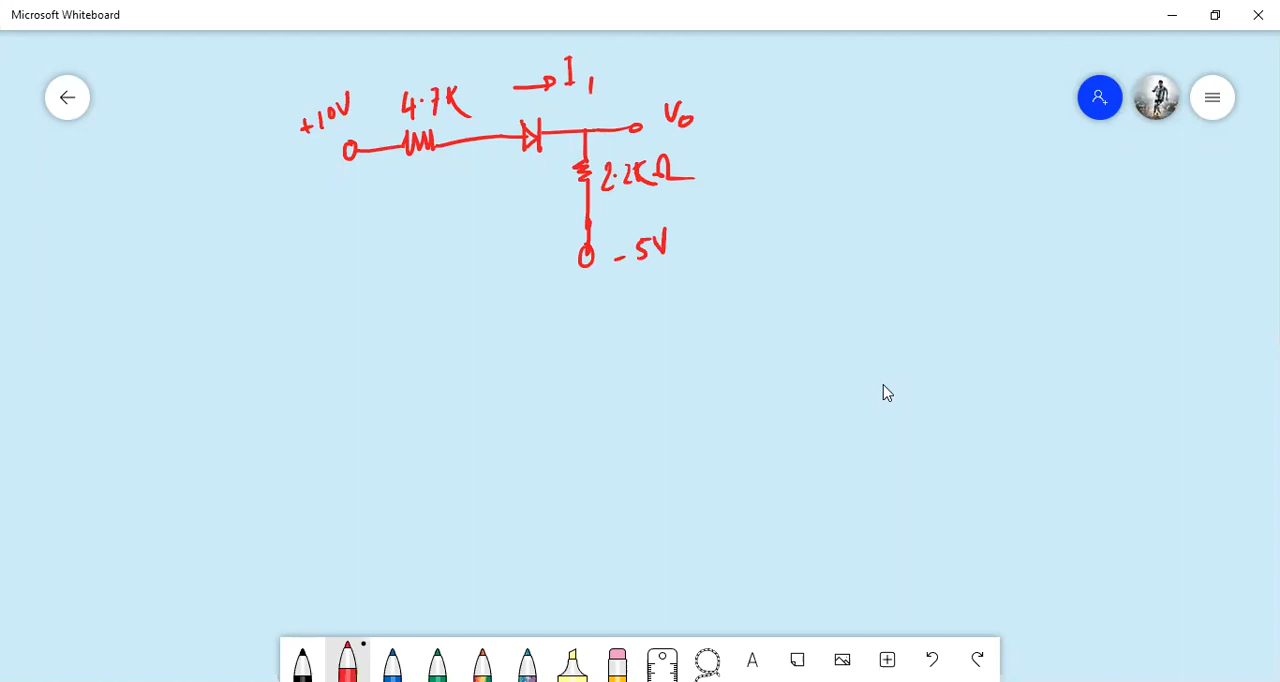 Microsoft Whiteboard
I1
+10V
4.7K
Vo
2.2KΩ
- 5V
A